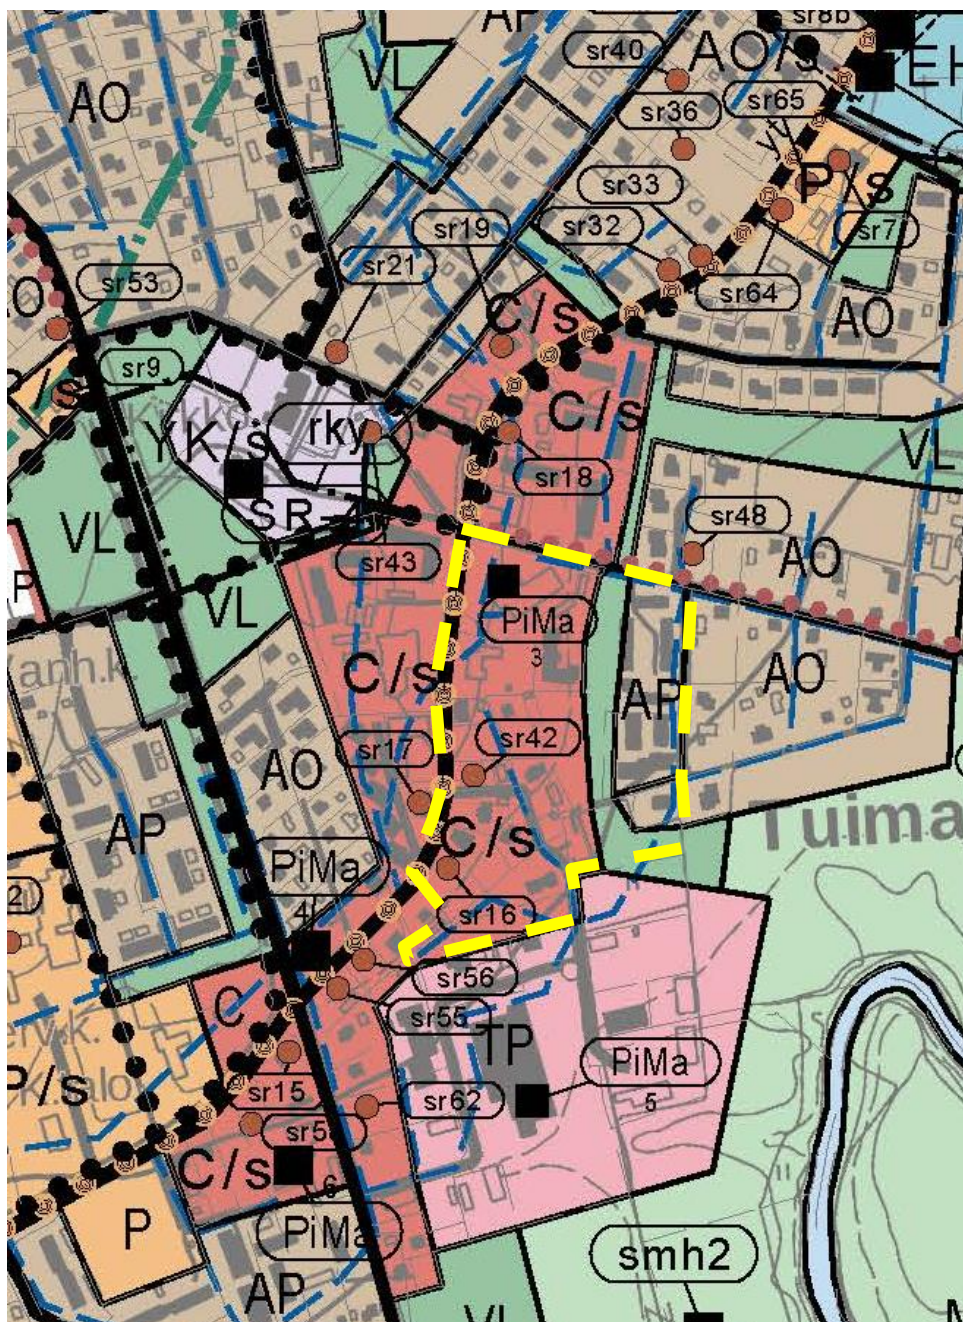 AP
sr8b
sr40
AO/s
VL
EH
AO
sr36
sr65
P/s
sr33
sr19
sr32
sr7
sr21
sr53
sr64
AO
AO
C/s
sr9
C/s
rky
YK/s
VL
sr18
SR-4
sr48
VL
sr43
AO
P
VL
PiMa
3
C/s
AP
AO
sr17
sr42
AO
AP
C/s
Tuima
PiMa
4
sr16
sr56
C
sr55
TP
PiMa
5
P/s
sr15
sr62
C/s
6
P
PiMa
smh2
AP
VL